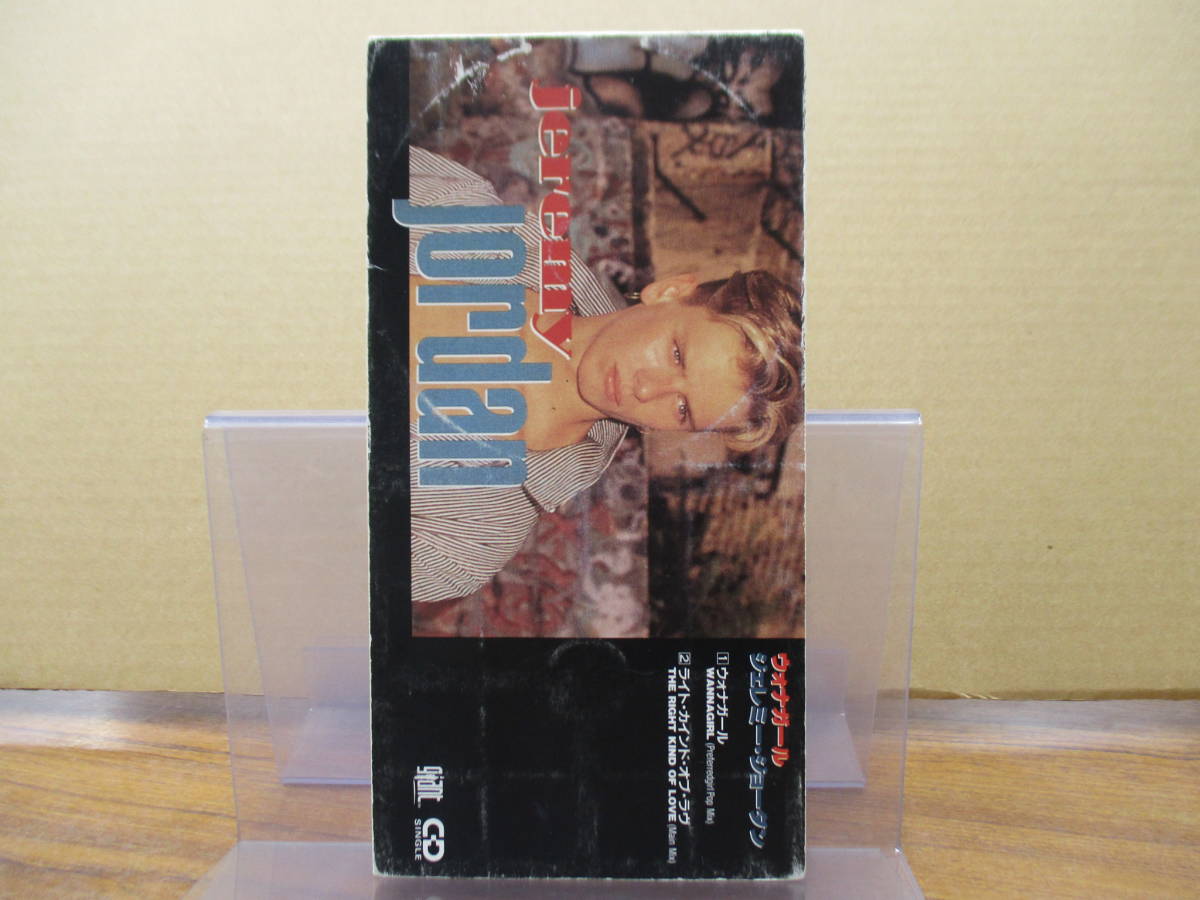 jeremy
jordan
ウォナガール
ジェレミー・ジョーダン
1 ウォナガール
WANNAGIRL (Preferredgirl Pop Mix)
2 ライト・カインド・オブ・ラヴ
THE RIGHT KIND OF LOVE (Main Mix)
giant
CD
SINGLE